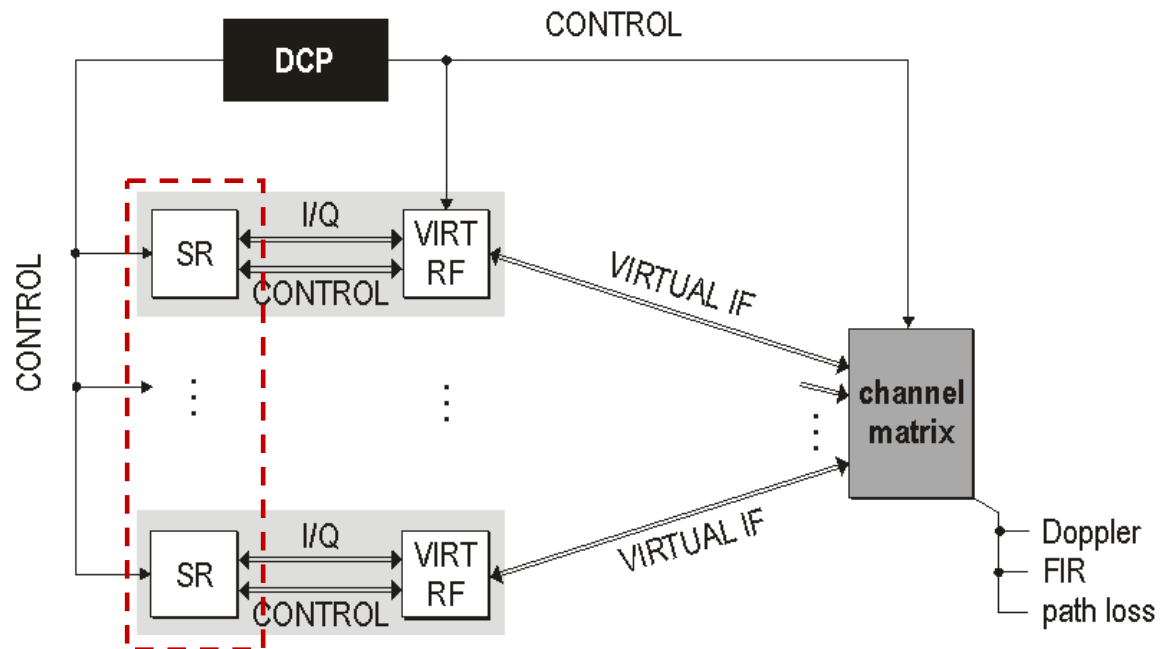 CONTROL
DCP
I/Q
SR
VIRT
RF
CONTROL
VIRTUAL IF
CONTROL
channel
matrix
I/Q
SR
VIRT
RF
CONTROL
VIRTUAL IF
Doppler
FIR
path loss